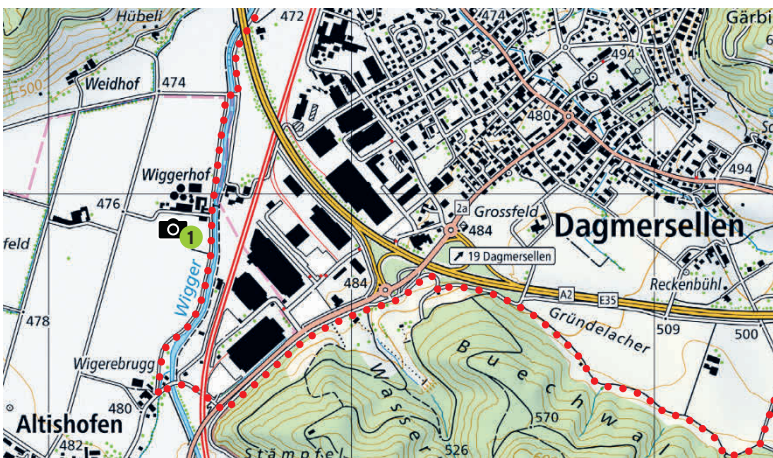 Hübeli
472
474
Gärbi
494
500
Weidhof
474
480
Wiggerhof
494
476
2a
Grossfeld
484
Dagmersellen
1
feld
19 Dagmersellen
Wigger
Reckenbühl
484
A2
E35
478
Gründelacher
509
500
Wigerebrugg
Buechwal
Wasser
480
570
Altishofen
482
526
Stämpfel